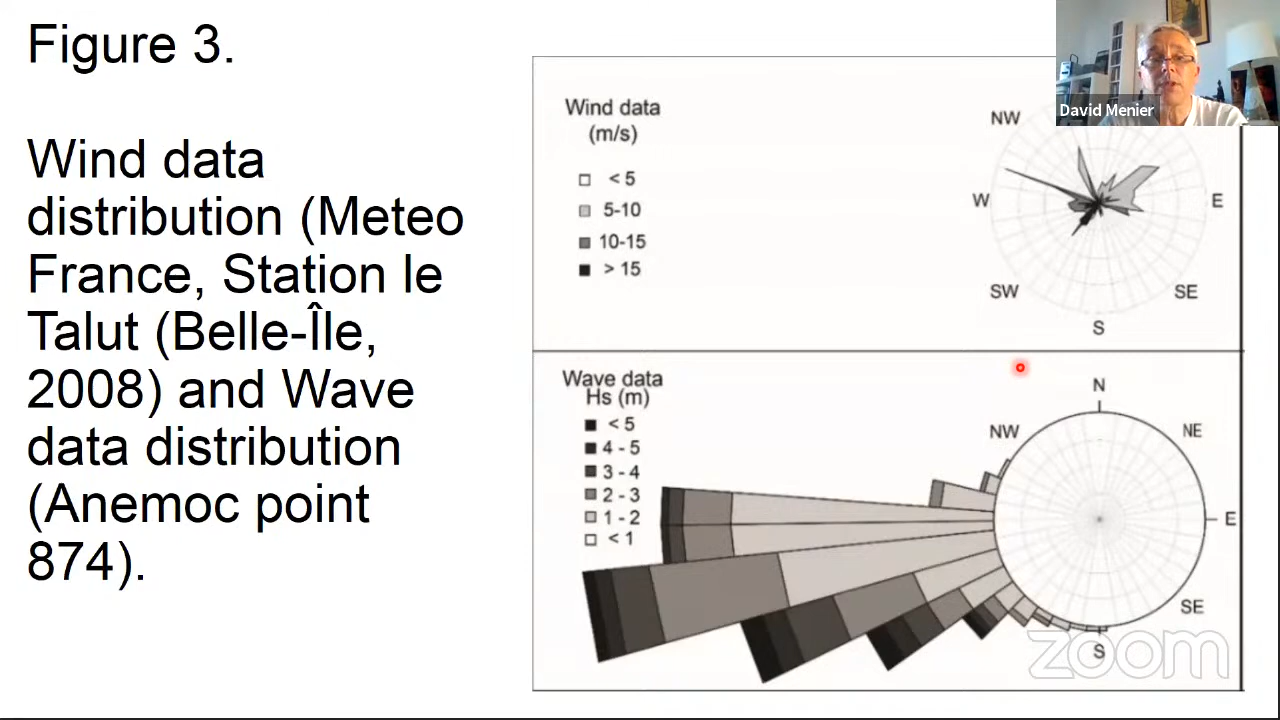 Figure 3.
Wind data
distribution (Meteo
France, Station le
Talut (Belle-Île,
2008) and Wave
data distribution
(Anemoc point
874).
David Menier
Wind data
(m/s)
< 5
5-10
10-15
> 15
NW
W
E
SW
SE
S
Wave data
Hs (m)
< 5
4 - 5
3 - 4
2 - 3
1 - 2
< 1
N
NW
NE
E
SE
S
zoom